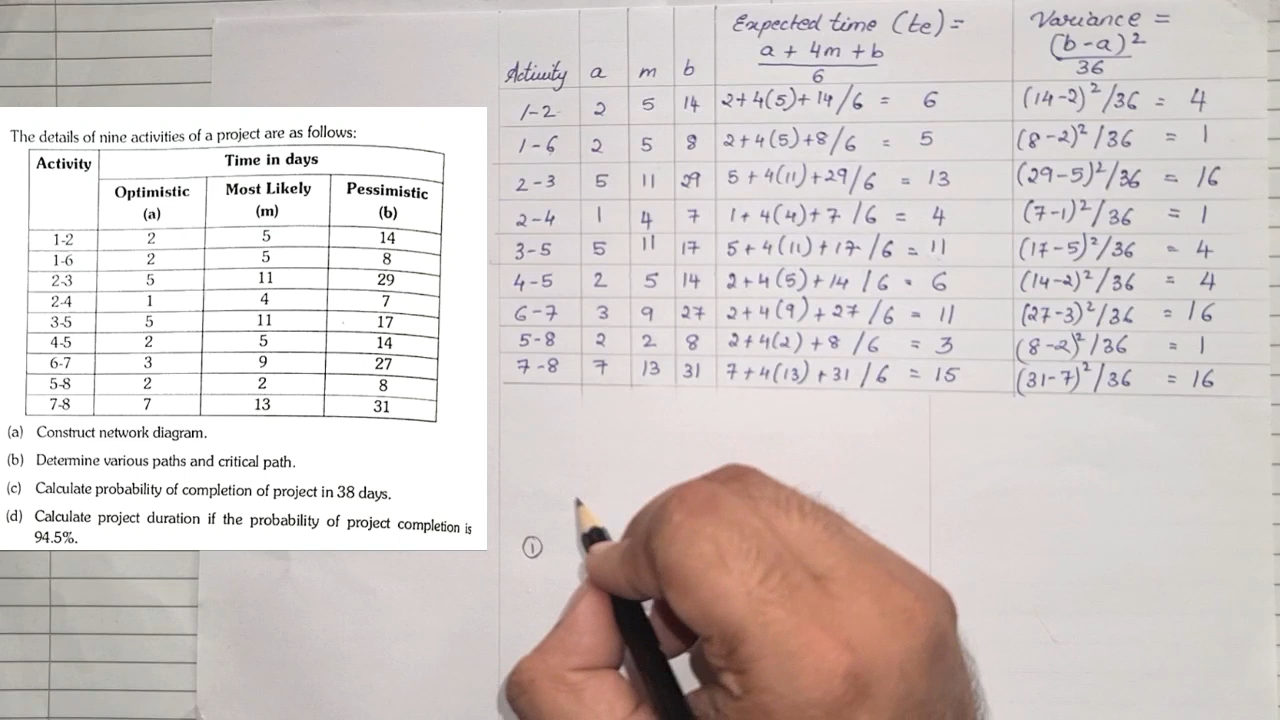 The details of nine activities of a project are as follows:
Activity Time in days
Optimistic Most Likely Pessimistic
(a) (m) (b)
1-2 2 5 14
1-6 2 5 8
2-3 5 11 29
2-4 1 4 7
3-5 5 11 17
4-5 2 5 14
6-7 3 9 27
5-8 2 2 8
7-8 7 13 31
(a) Construct network diagram.
(b) Determine various paths and critical path.
(c) Calculate probability of completion of project in 38 days.
(d) Calculate project duration if the probability of project completion is
94.5%.
Activity a m b Expected time (te) = a + 4m + b / 6 Variance = (b-a)² / 36
1-2 2 5 14 2+4(5)+14/6 = 6 (14-2)²/36 = 4
1-6 2 5 8 2+4(5)+8/6 = 5 (8-2)²/36 = 1
2-3 5 11 29 5+4(11)+29/6 = 13 (29-5)²/36 = 16
2-4 1 4 7 1+4(4)+7/6 = 4 (7-1)²/36 = 1
3-5 5 11 17 5+4(11)+17/6 = 11 (17-5)²/36 = 4
4-5 2 5 14 2+4(5)+14/6 = 6 (14-2)²/36 = 4
6-7 3 9 27 2+4(9)+27/6 = 11 (27-3)²/36 = 16
5-8 2 2 8 2+4(2)+8/6 = 3 (8-2)²/36 = 1
7-8 7 13 31 7+4(13)+31/6 = 15 (31-7)²/36 = 16
①